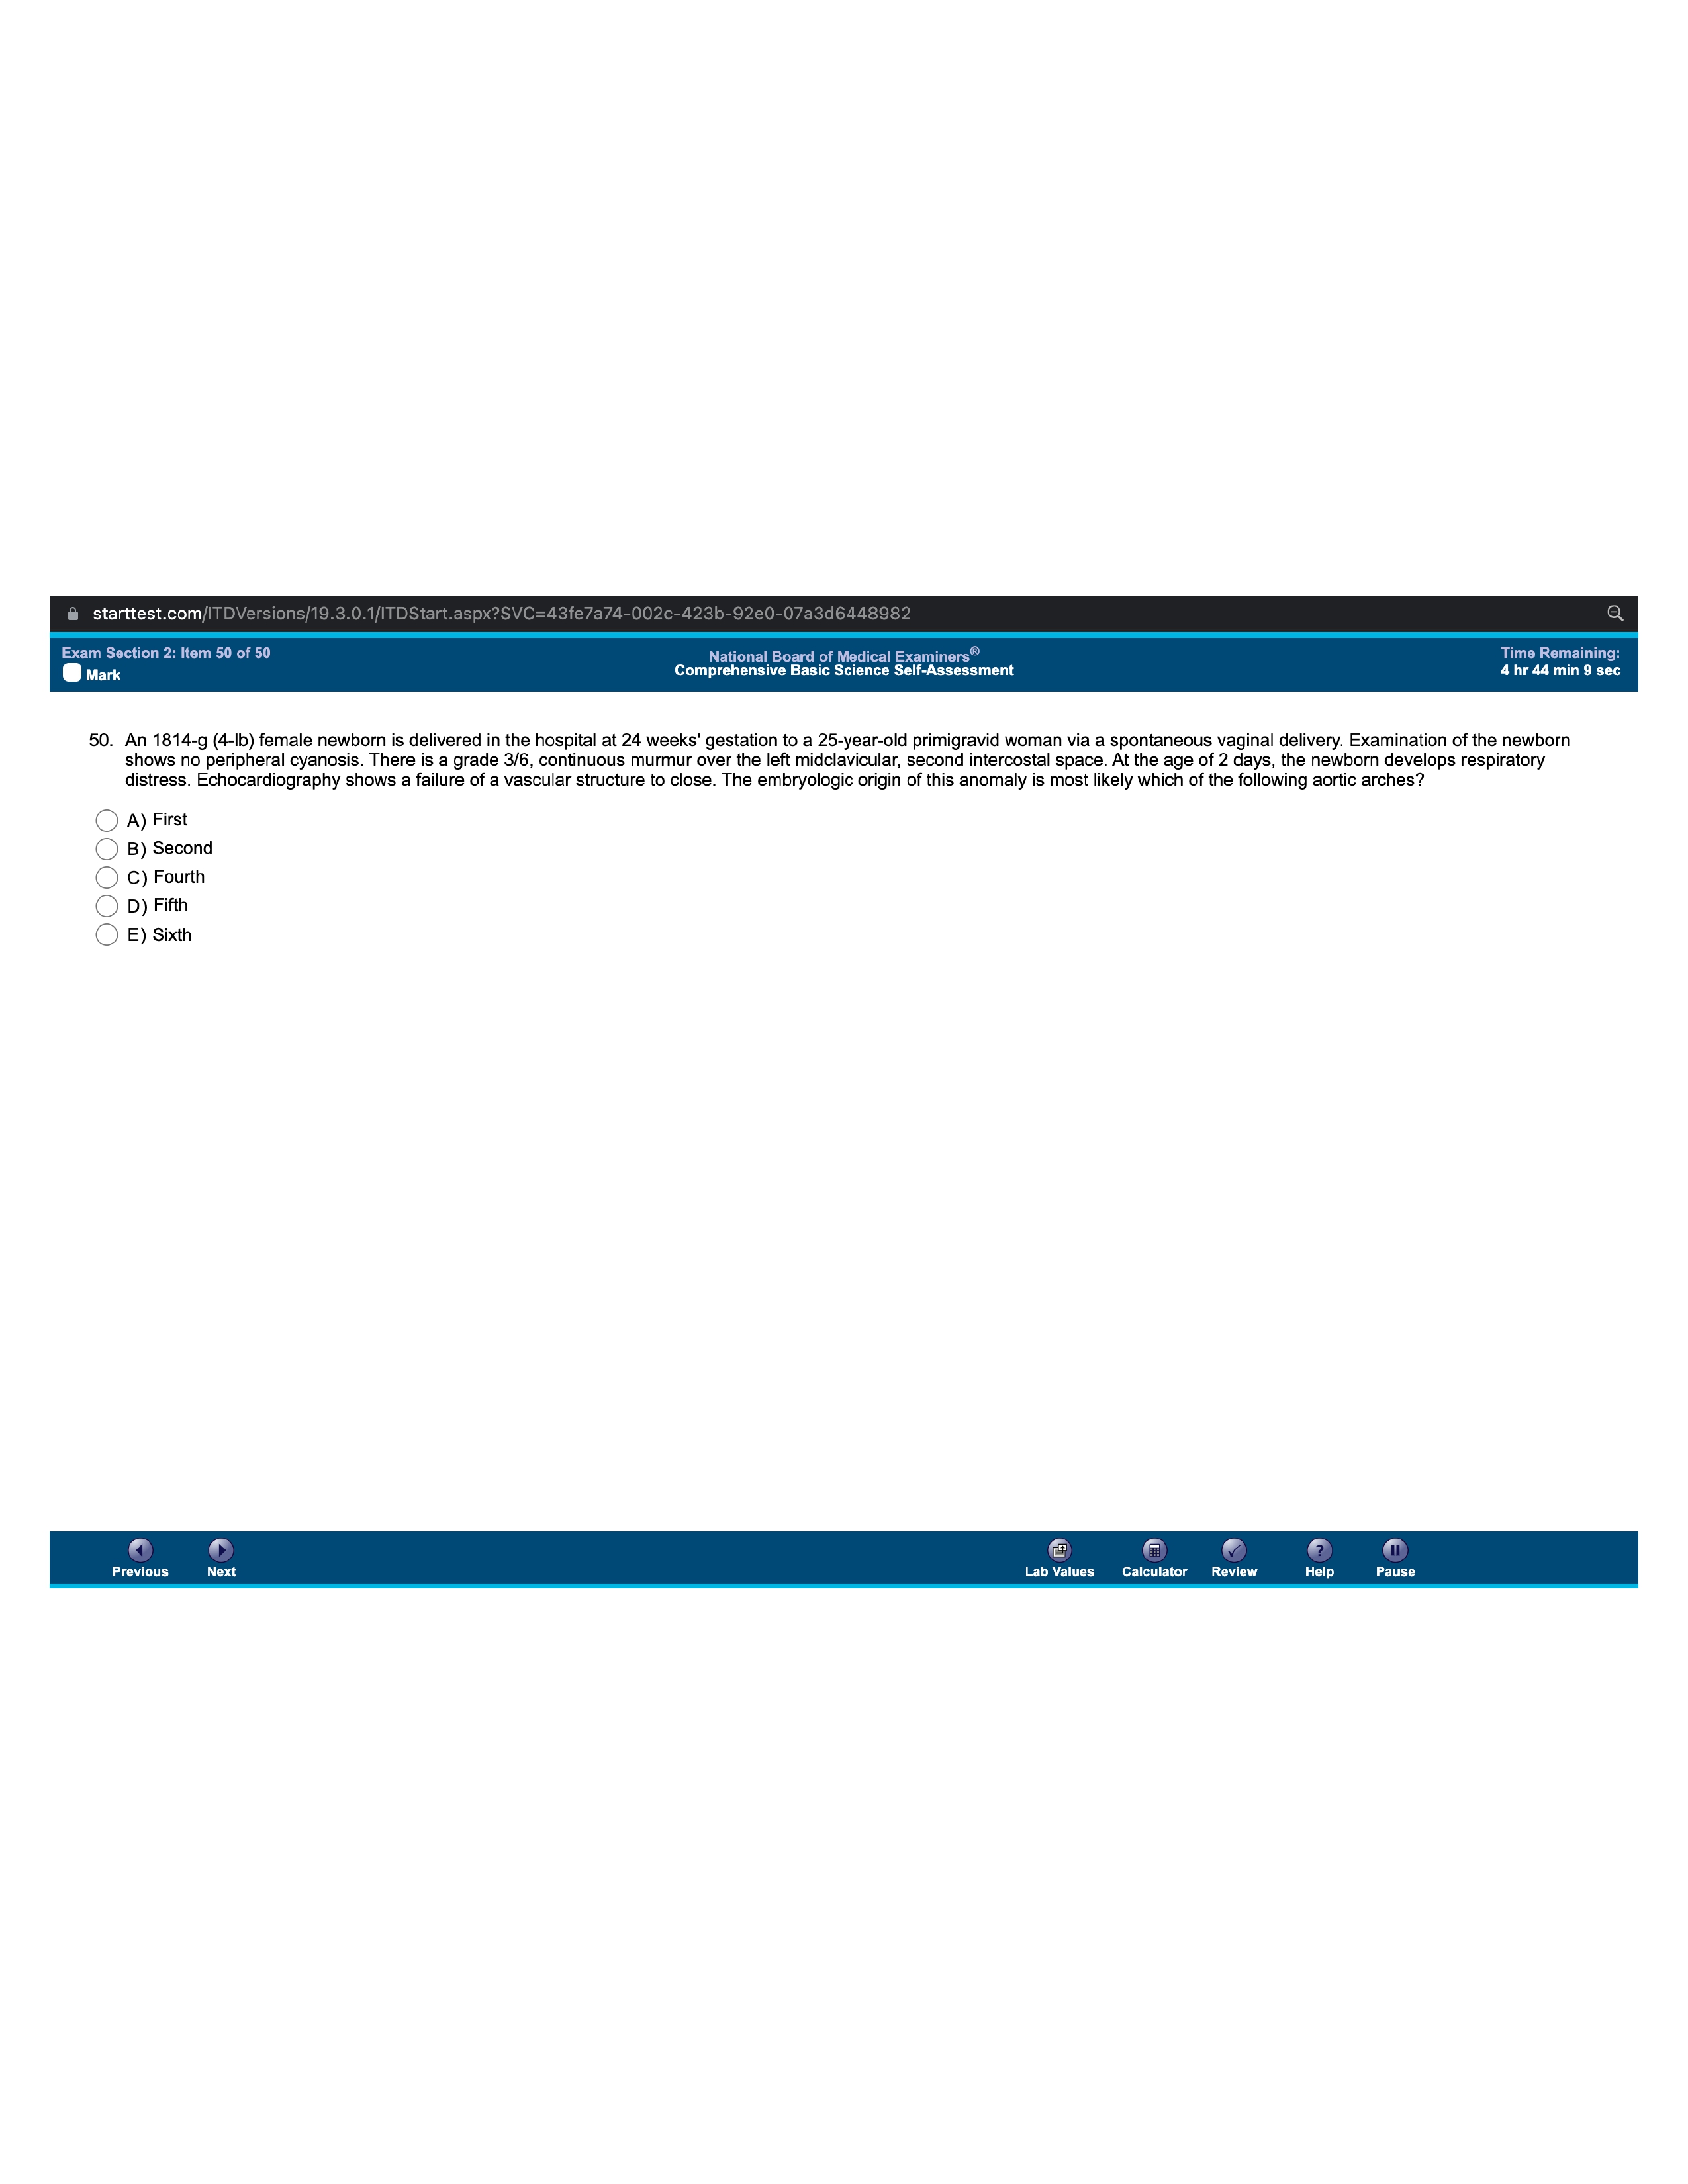 starttest.com/ITDVersions/19.3.0.1/ITDStart.aspx?SVC=43fe7a74-002c-423b-92e0-07a3d6448982
Exam Section 2: Item 50 of 50
National Board of Medical Examiners®
Time Remaining:
Mark
Comprehensive Basic Science Self-Assessment
4 hr 44 min 9 sec
50. An 1814-g (4-lb) female newborn is delivered in the hospital at 24 weeks' gestation to a 25-year-old primigravid woman via a spontaneous vaginal delivery. Examination of the newborn
shows no peripheral cyanosis. There is a grade 3/6, continuous murmur over the left midclavicular, second intercostal space. At the age of 2 days, the newborn develops respiratory
distress. Echocardiography shows a failure of a vascular structure to close. The embryologic origin of this anomaly is most likely which of the following aortic arches?
A) First
B) Second
C) Fourth
D) Fifth
E) Sixth
Previous Next Lab Values Calculator Review Help Pause